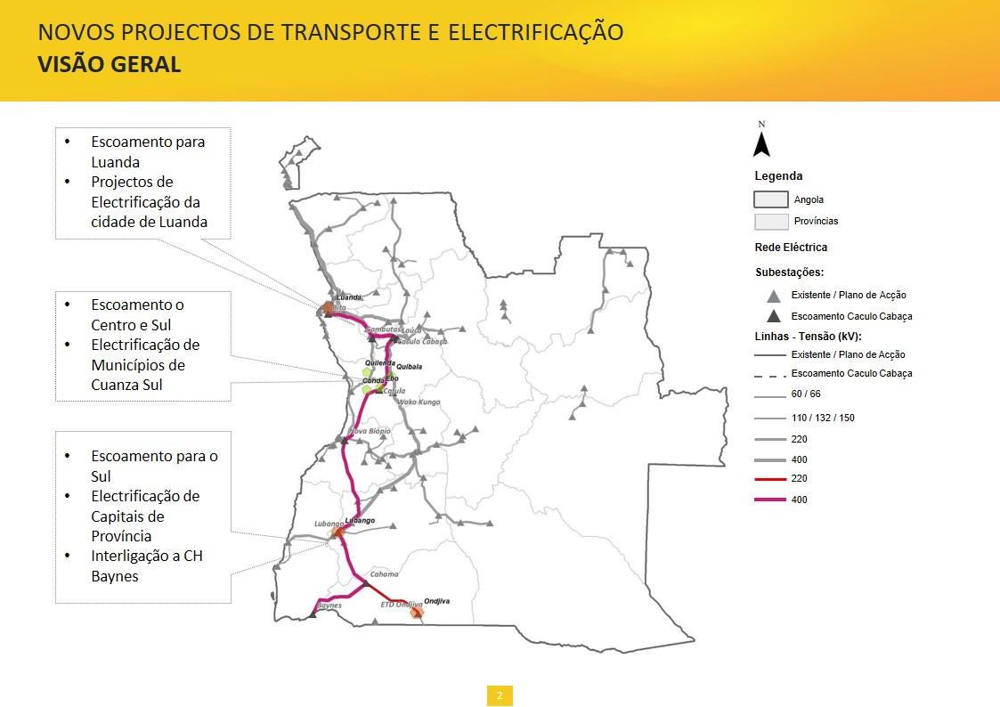 NOVOS PROJECTOS DE TRANSPORTE E ELECTRIFICAÇÃO
VISÃO GERAL
• Escoamento para
Luanda
• Projectos de
Electrificação da
cidade de Luanda
• Escoamento o
Centro e Sul
• Electrificação de
Municípios de
Cuanza Sul
• Escoamento para o
Sul
• Electrificação de
Capitais de
Província
• Interligação a CH
Baynes
Luanda
Bita
Cambutas
Laúca
Caculo Cabaça
Quilenda
Quibala
Conda
Ebo
Catula
Wako Kungo
Nova Biópio
Lubango
Lubango
Cahama
Baynes
ETD Ondjiva
Ondjiva
N
Legenda
Angola
Províncias
Rede Eléctrica
Subestações:
Existente / Plano de Acção
Escoamento Caculo Cabaça
Linhas - Tensão (kV):
Existente / Plano de Acção
Escoamento Caculo Cabaça
60 / 66
110 / 132 / 150
220
400
220
400
2